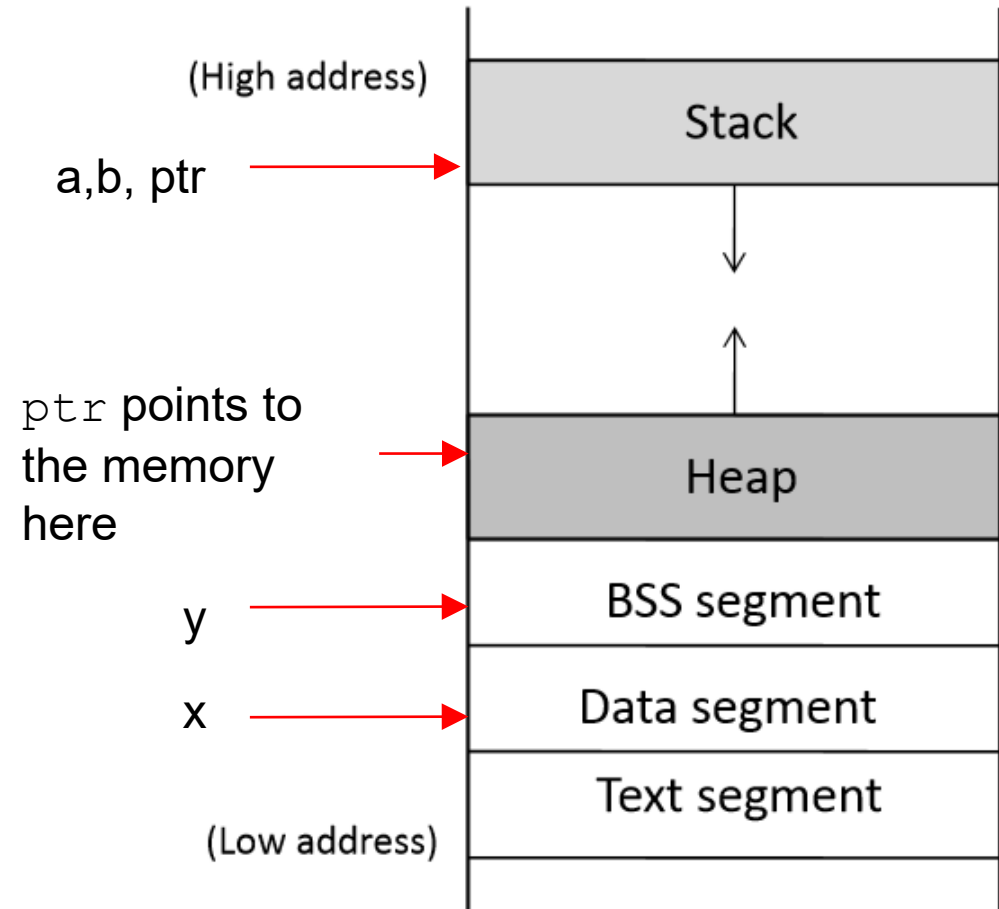 (High address)
Stack
a,b, ptr
ptr points to
the memory
here
Heap
y
BSS segment
x
Data segment
Text segment
(Low address)